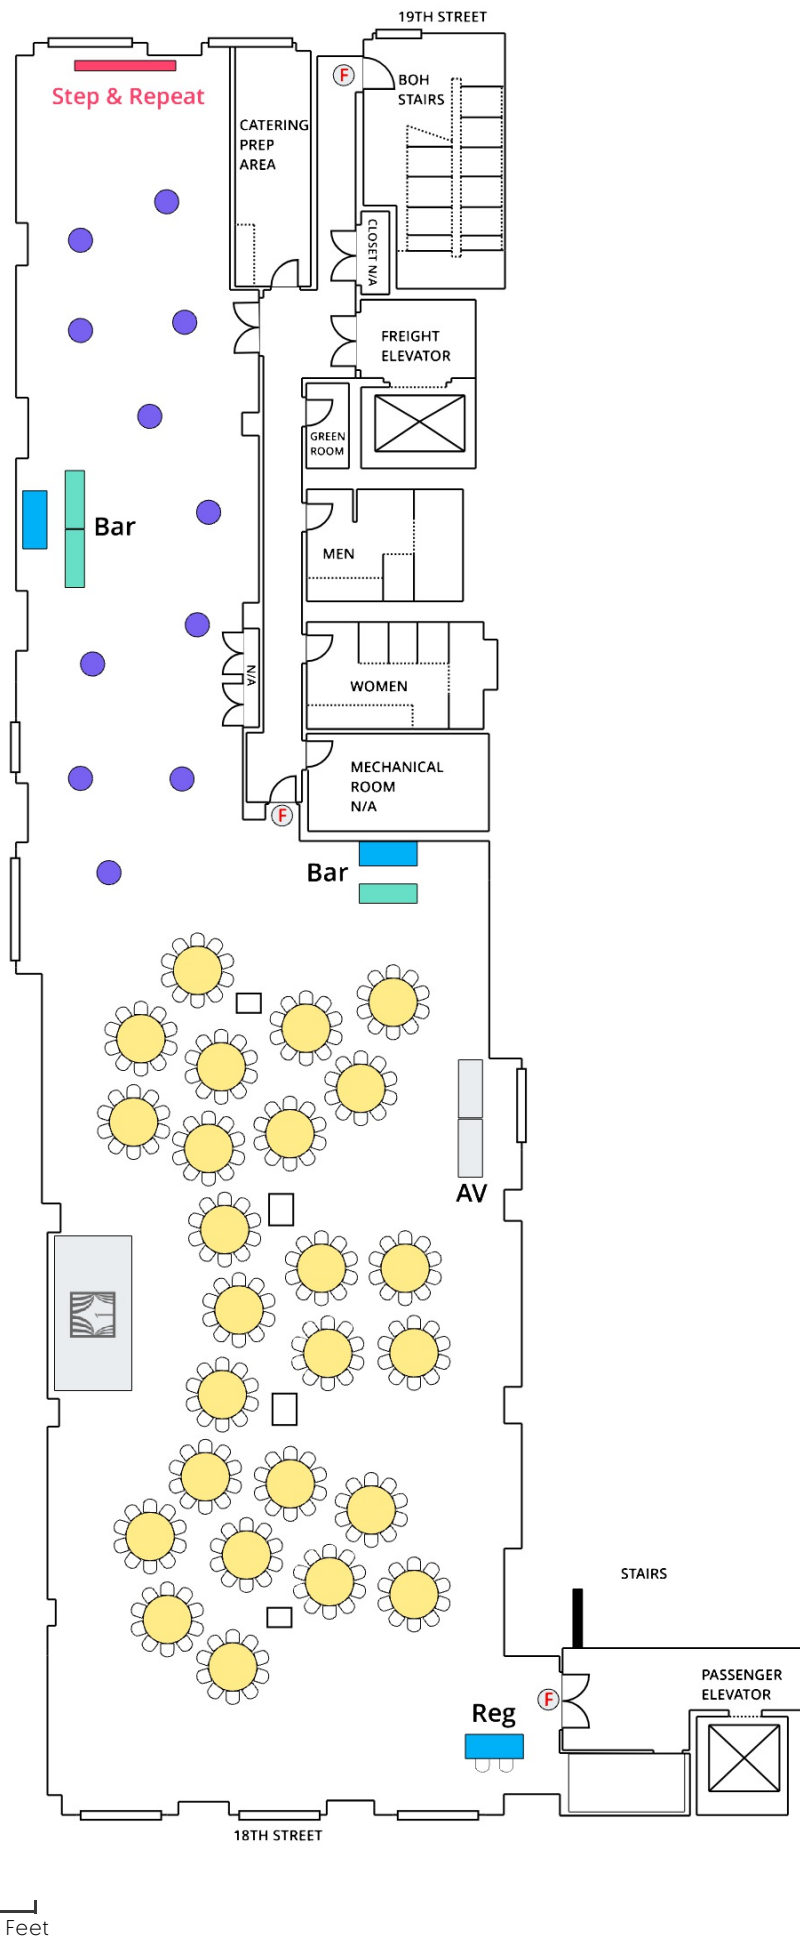 19TH STREET
F
BOH
STAIRS
Step & Repeat
CATERING
PREP
AREA
CLOSET N/A
FREIGHT
ELEVATOR
GREEN
ROOM
Bar
MEN
N/A
WOMEN
MECHANICAL
ROOM
N/A
F
Bar
AV
STAIRS
PASSENGER
ELEVATOR
F
Reg
18TH STREET
Feet